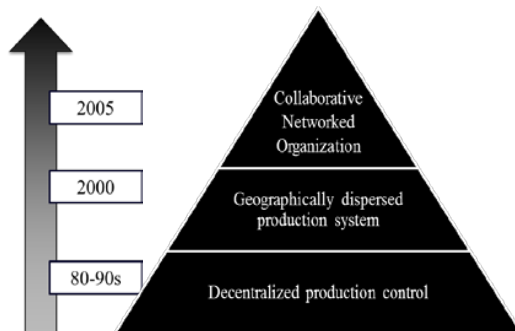 2005
Collaborative
Networked
Organization
2000
Geographically dispersed
production system
80-90s
Decentralized production control